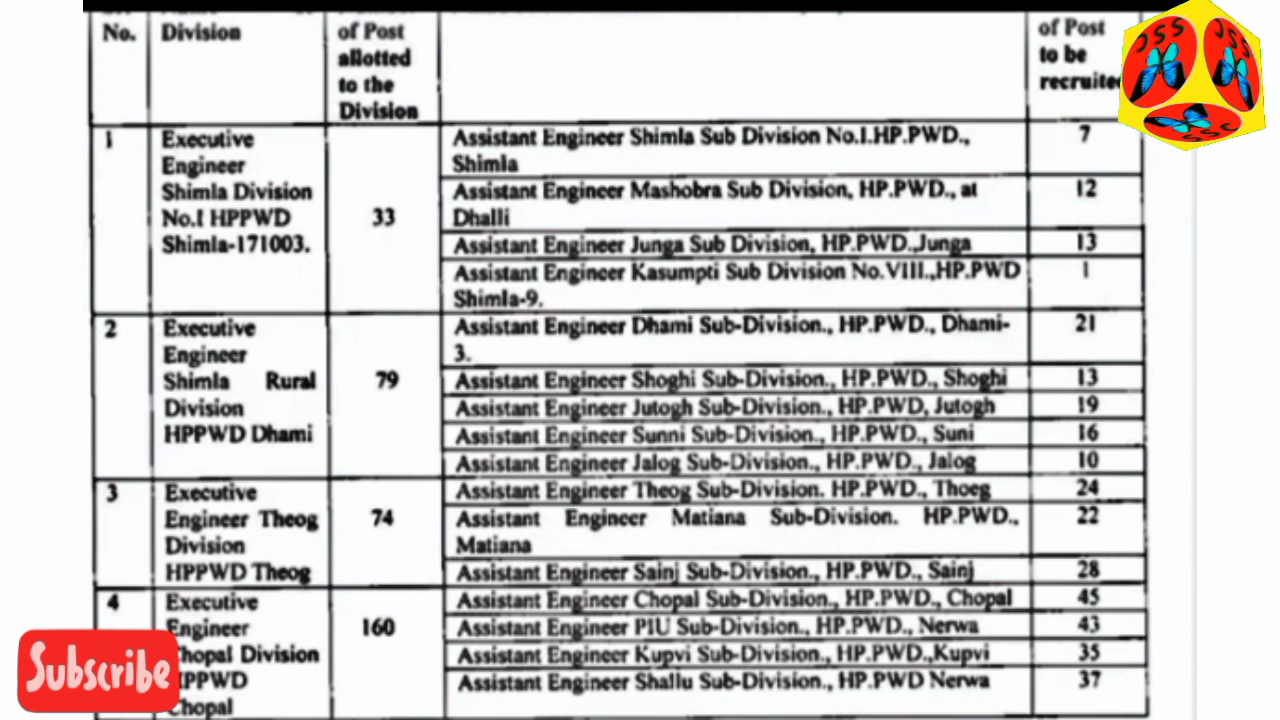 No.
Division
of Post
allotted
to the
Division
of Post
to be
recruited
1
Executive
Engineer
Shimla Division
No.I HPPWD
Shimla-171003.
33
Assistant Engineer Shimla Sub Division No.I.HP.PWD.,
Shimla
7
Assistant Engineer Mashobra Sub Division, HP.PWD., at
Dhalli
12
Assistant Engineer Junga Sub Division, HP.PWD.,Junga
13
Assistant Engineer Kasumpti Sub Division No.VIII.,HP.PWD
Shimla-9.
1
2
Executive
Engineer
Shimla Rural
Division
HPPWD Dhami
79
Assistant Engineer Dhami Sub-Division., HP.PWD., Dhami-
3.
21
Assistant Engineer Shoghi Sub-Division., HP.PWD., Shoghi
13
Assistant Engineer Jutogh Sub-Division., HP.PWD, Jutogh
19
Assistant Engineer Sunni Sub-Division., HP.PWD., Suni
16
Assistant Engineer Jalog Sub-Division., HP.PWD., Jalog
10
3
Executive
Engineer Theog
Division
HPPWD Theog
74
Assistant Engineer Theog Sub-Division. HP.PWD., Thoeg
24
Assistant Engineer Matiana Sub-Division. HP.PWD.,
Matiana
22
Assistant Engineer Sainj Sub-Division., HP.PWD., Sainj
28
4
Executive
Engineer
Chopal Division
HPPWD
Chopal
160
Assistant Engineer Chopal Sub-Division., HP.PWD., Chopal
45
Assistant Engineer PIU Sub-Division., HP.PWD., Nerwa
43
Assistant Engineer Kupvi Sub-Division., HP.PWD.,Kupvi
35
Assistant Engineer Shallu Sub-Division., HP.PWD Nerwa
37
Subscribe